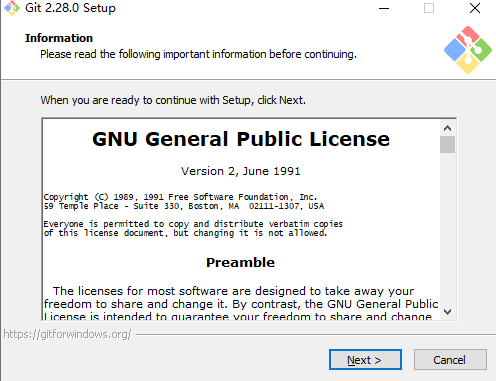 Git 2.28.0 Setup
Information
Please read the following important information before continuing.
When you are ready to continue with Setup, click Next.
GNU General Public License
Version 2, June 1991
Copyright (C) 1989, 1991 Free Software Foundation, Inc.
59 Temple Place - Suite 330, Boston, MA  02111-1307, USA
Everyone is permitted to copy and distribute verbatim copies
of this license document, but changing it is not allowed.
Preamble
The licenses for most software are designed to take away your
freedom to share and change it. By contrast, the GNU General Public
License is intended to guarantee your freedom to share and change
https://gitforwindows.org/
Next >
Cancel